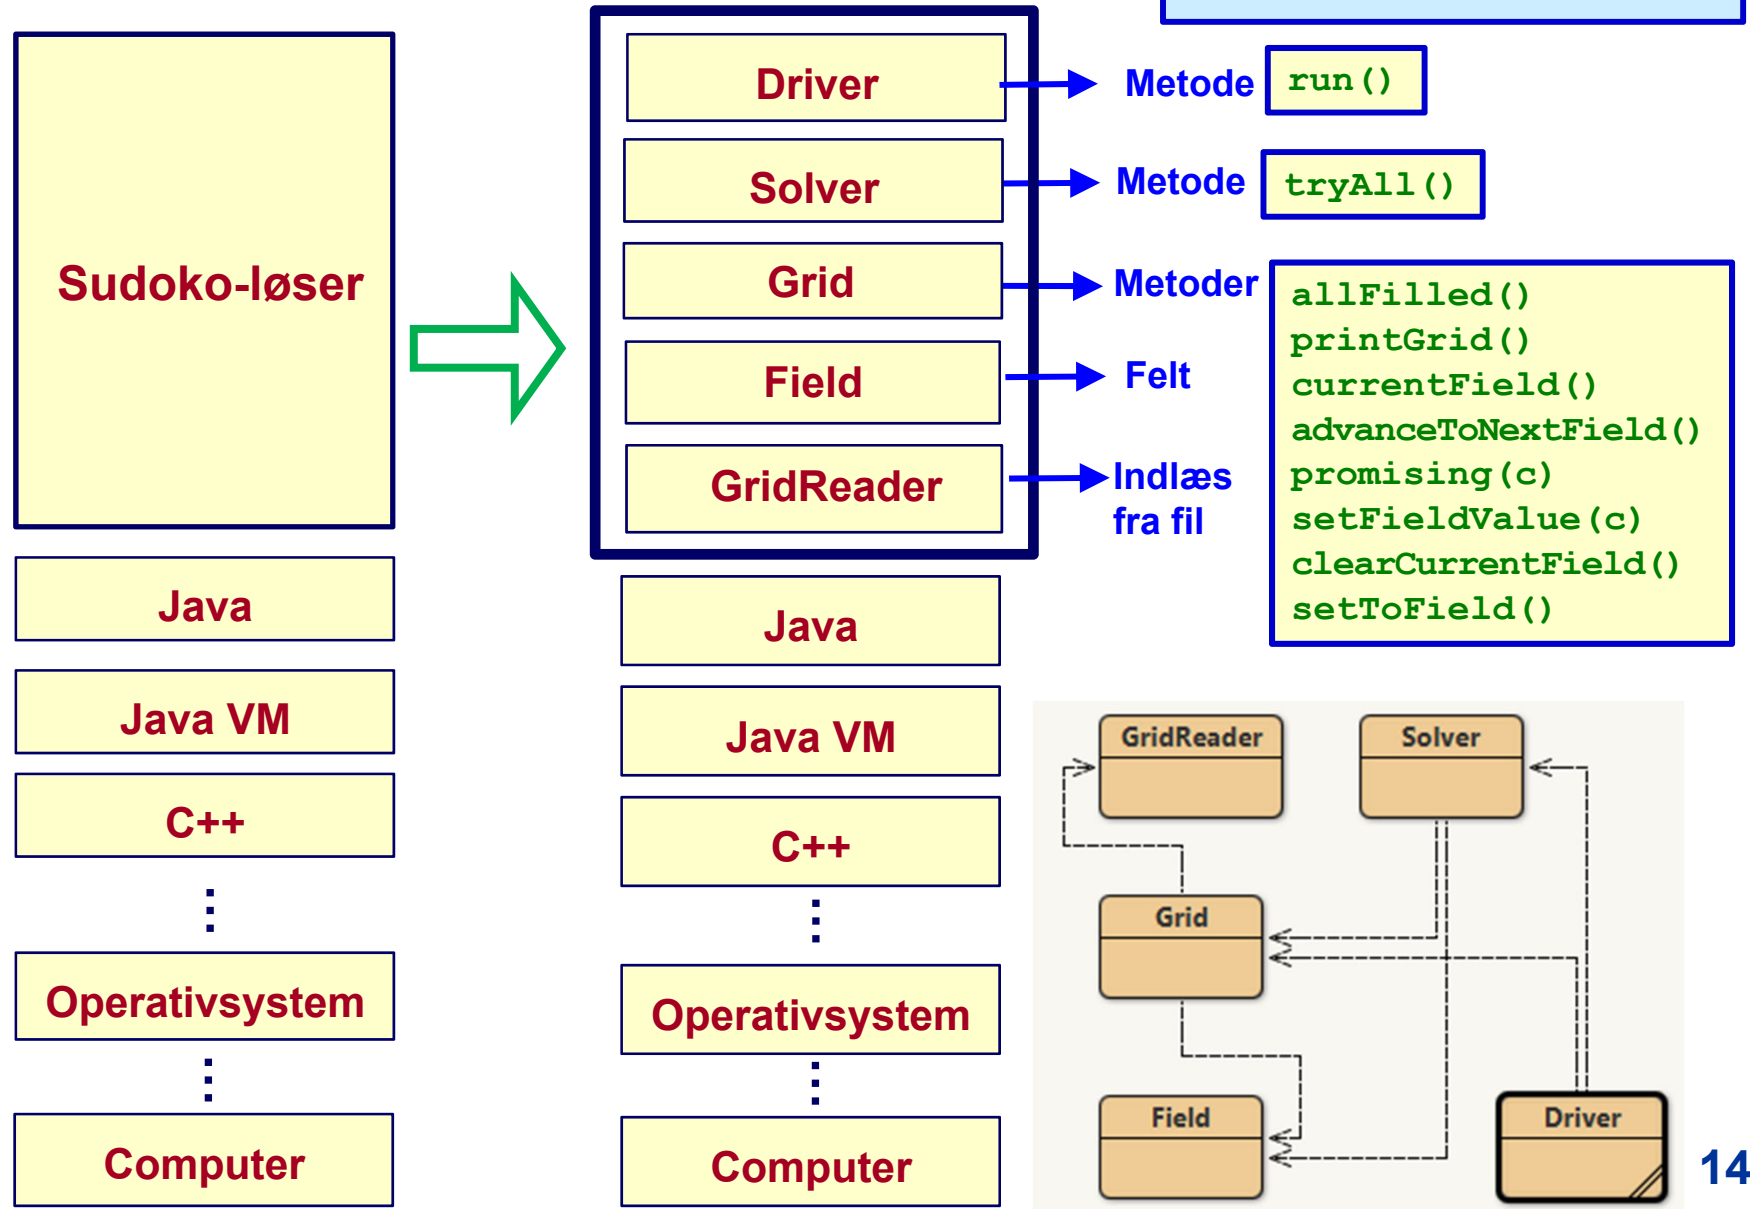 Sudoko-løser
Java
Java VM
C++
Operativsystem
Computer
Driver
Solver
Grid
Field
GridReader
Java
Java VM
C++
Operativsystem
Computer
Metode
run()
Metode
tryAll()
Metoder
allFilled()
printGrid()
currentField()
advanceToNextField()
promising(c)
setFieldValue(c)
clearCurrentField()
setToField()
Felt
Indlæs
fra fil
GridReader
Solver
Grid
Field
Driver
14